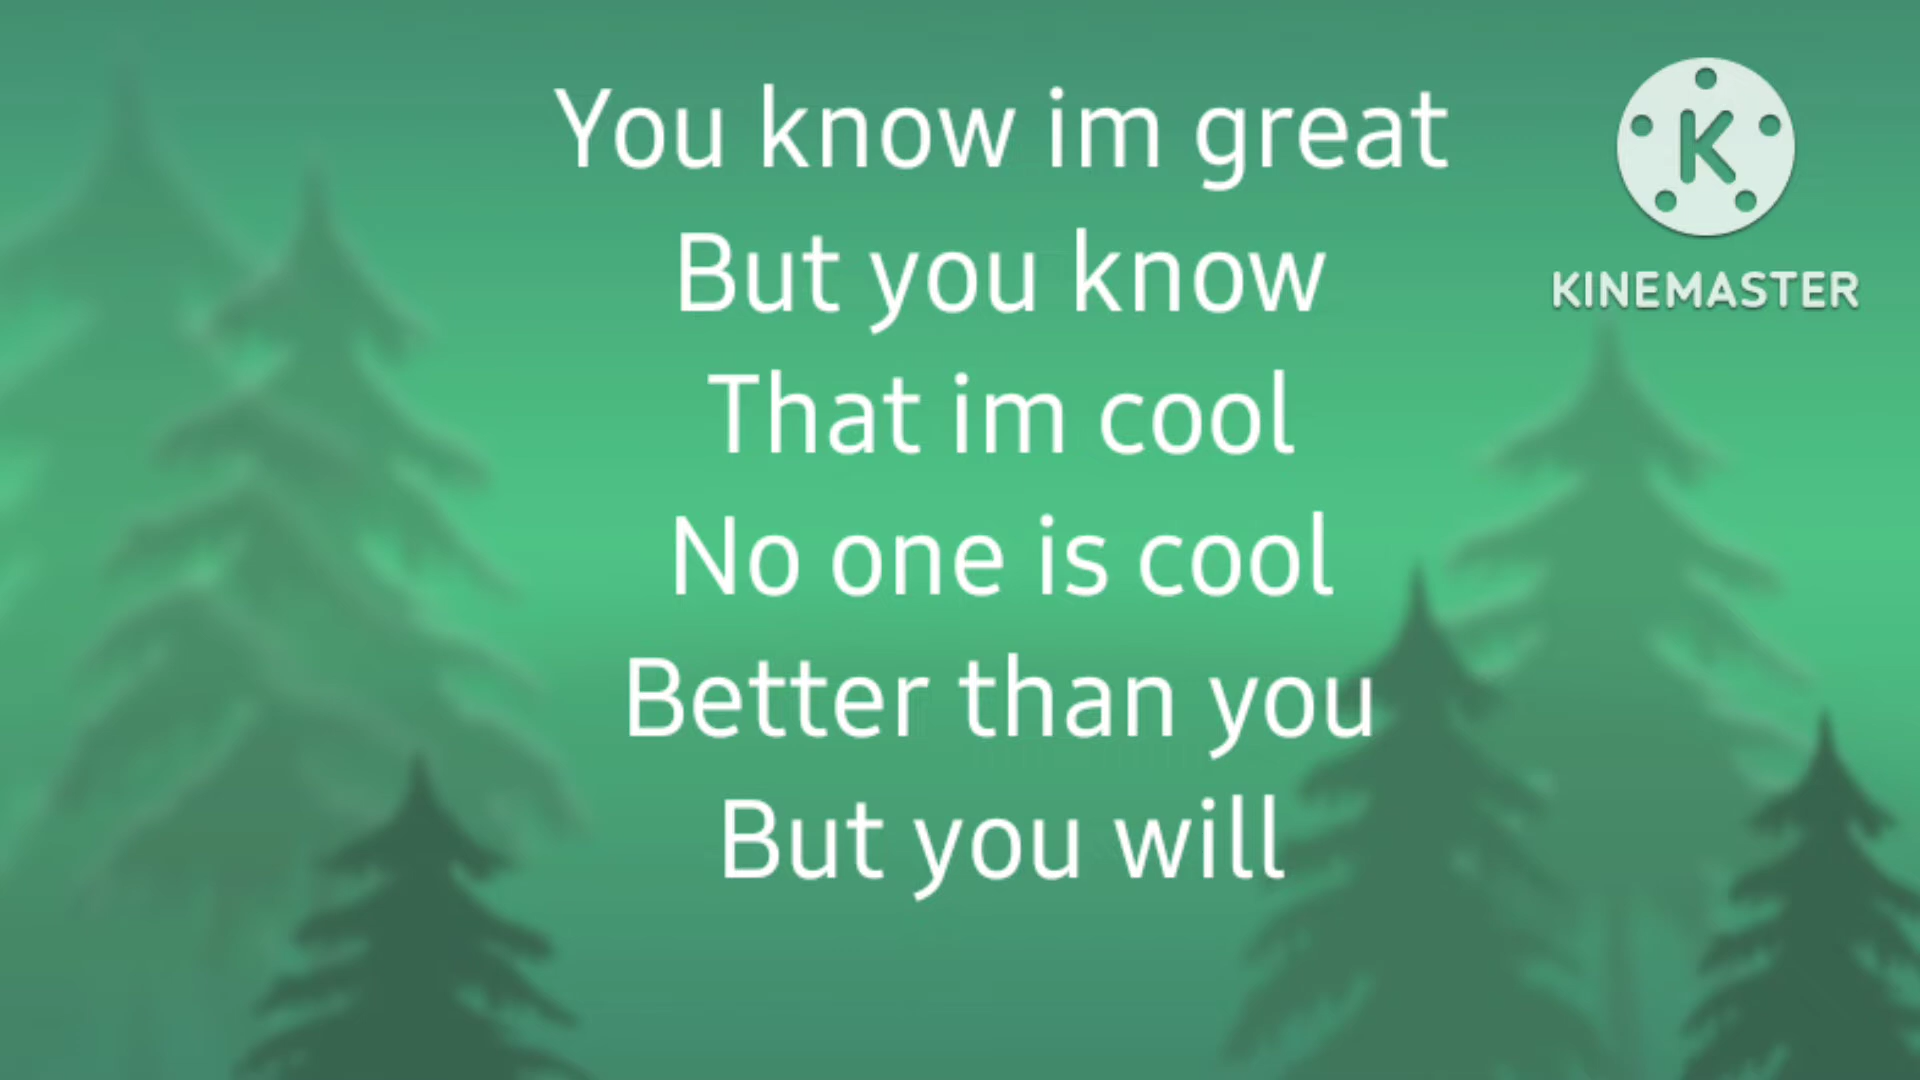 You know im great
But you know
That im cool
No one is cool
Better than you
But you will
K
KINEMASTER